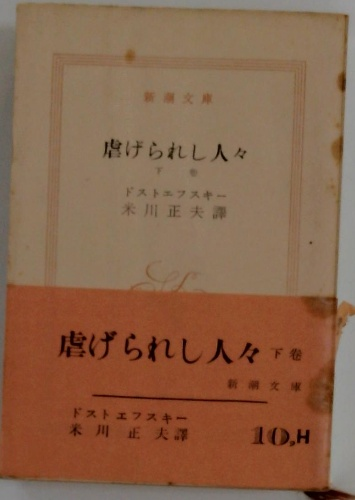 新潮文庫
虐げられし人々
下巻
ドストエフスキー
米川正夫譯
虐げられし人々 下巻
新潮文庫
ドストエフスキー
米川正夫譯